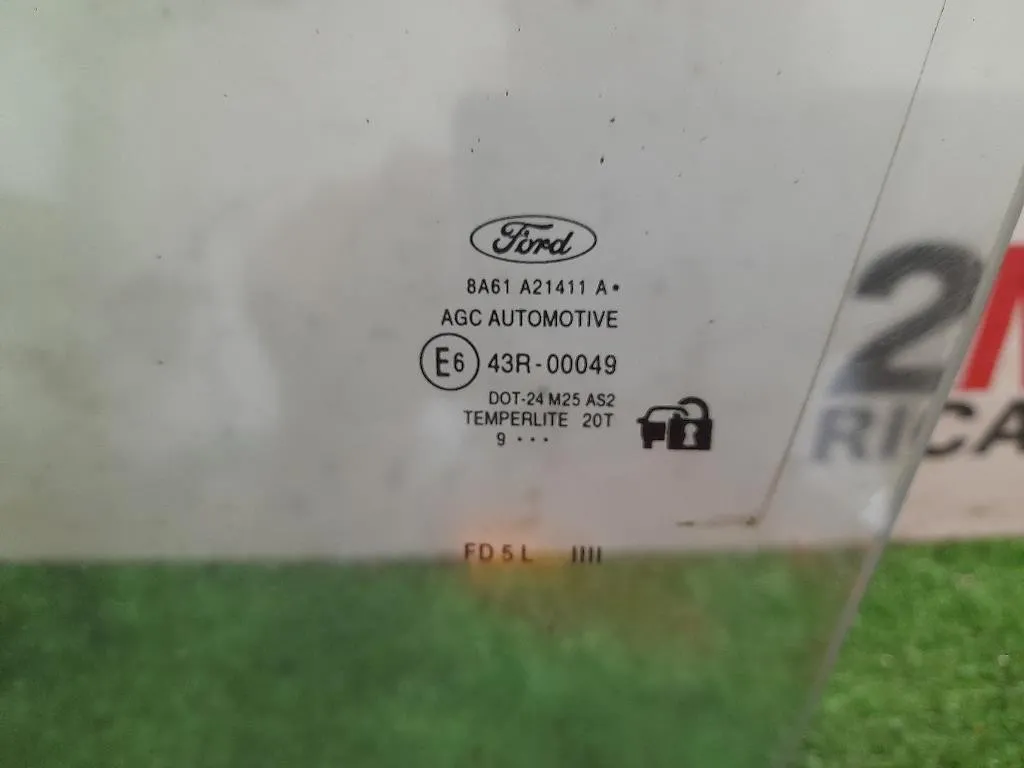 Ford
8A61 A21411 A•
AGC AUTOMOTIVE
E6 43R-00049
DOT-24 M25 AS2
TEMPERLITE 20T
9 •••
FD 5 L IIII
2M
RICA